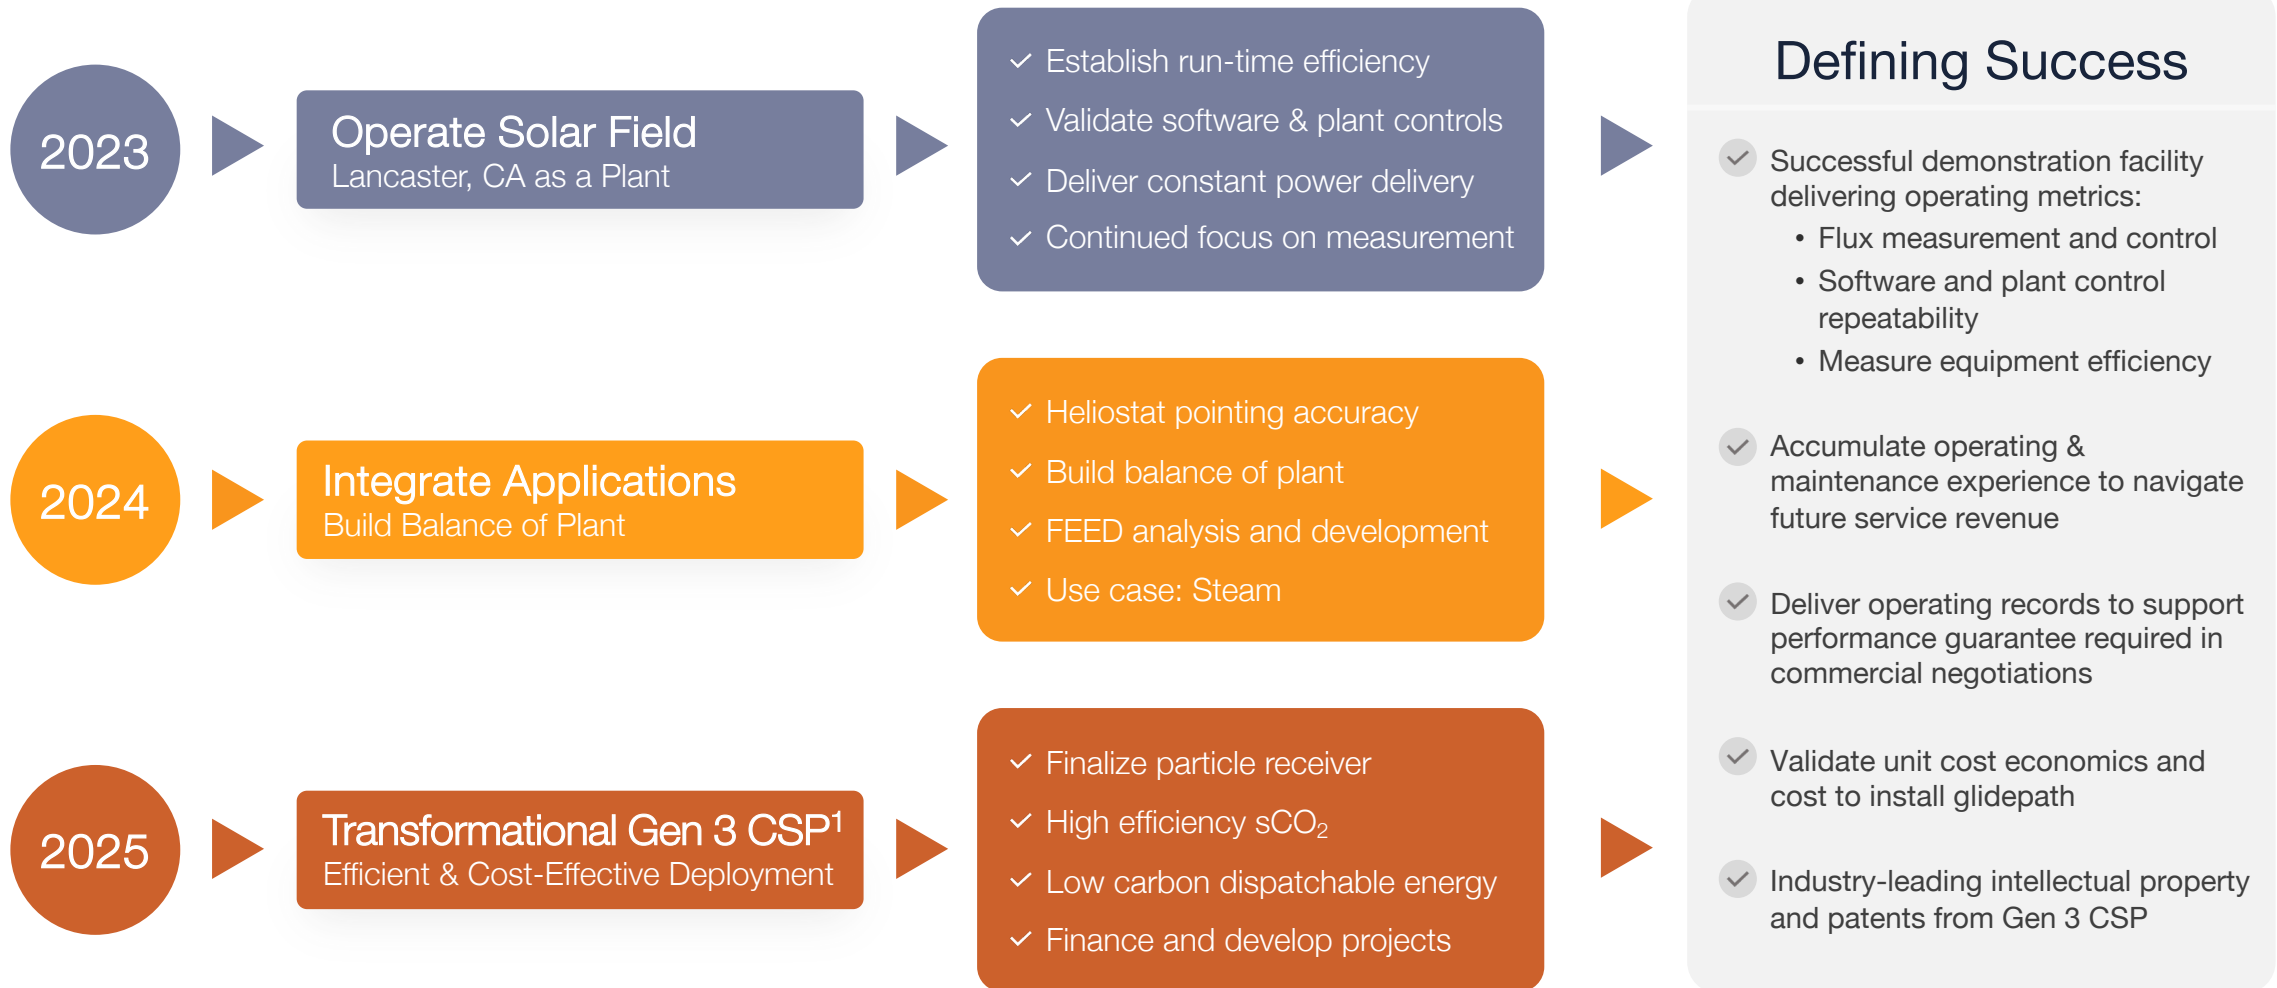 2023
Operate Solar Field
Lancaster, CA as a Plant
Establish run-time efficiency
Validate software & plant controls
Deliver constant power delivery
Continued focus on measurement
2024
Integrate Applications
Build Balance of Plant
Heliostat pointing accuracy
Build balance of plant
FEED analysis and development
Use case: Steam
2025
Transformational Gen 3 CSP¹
Efficient & Cost-Effective Deployment
Finalize particle receiver
High efficiency sCO₂
Low carbon dispatchable energy
Finance and develop projects
Defining Success
Successful demonstration facility
delivering operating metrics:
• Flux measurement and control
• Software and plant control
repeatability
• Measure equipment efficiency
Accumulate operating &
maintenance experience to navigate
future service revenue
Deliver operating records to support
performance guarantee required in
commercial negotiations
Validate unit cost economics and
cost to install glidepath
Industry-leading intellectual property
and patents from Gen 3 CSP